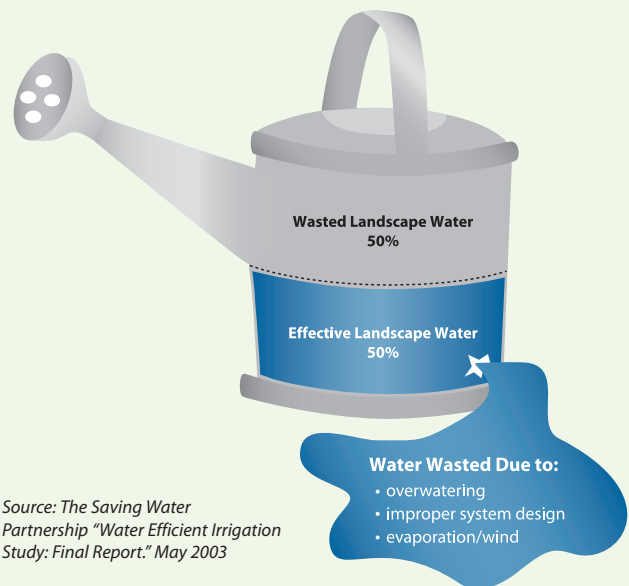 Wasted Landscape Water
50%
Effective Landscape Water
50%
Water Wasted Due to:
• overwatering
• improper system design
• evaporation/wind
Source: The Saving Water
Partnership “Water Efficient Irrigation
Study: Final Report.” May 2003